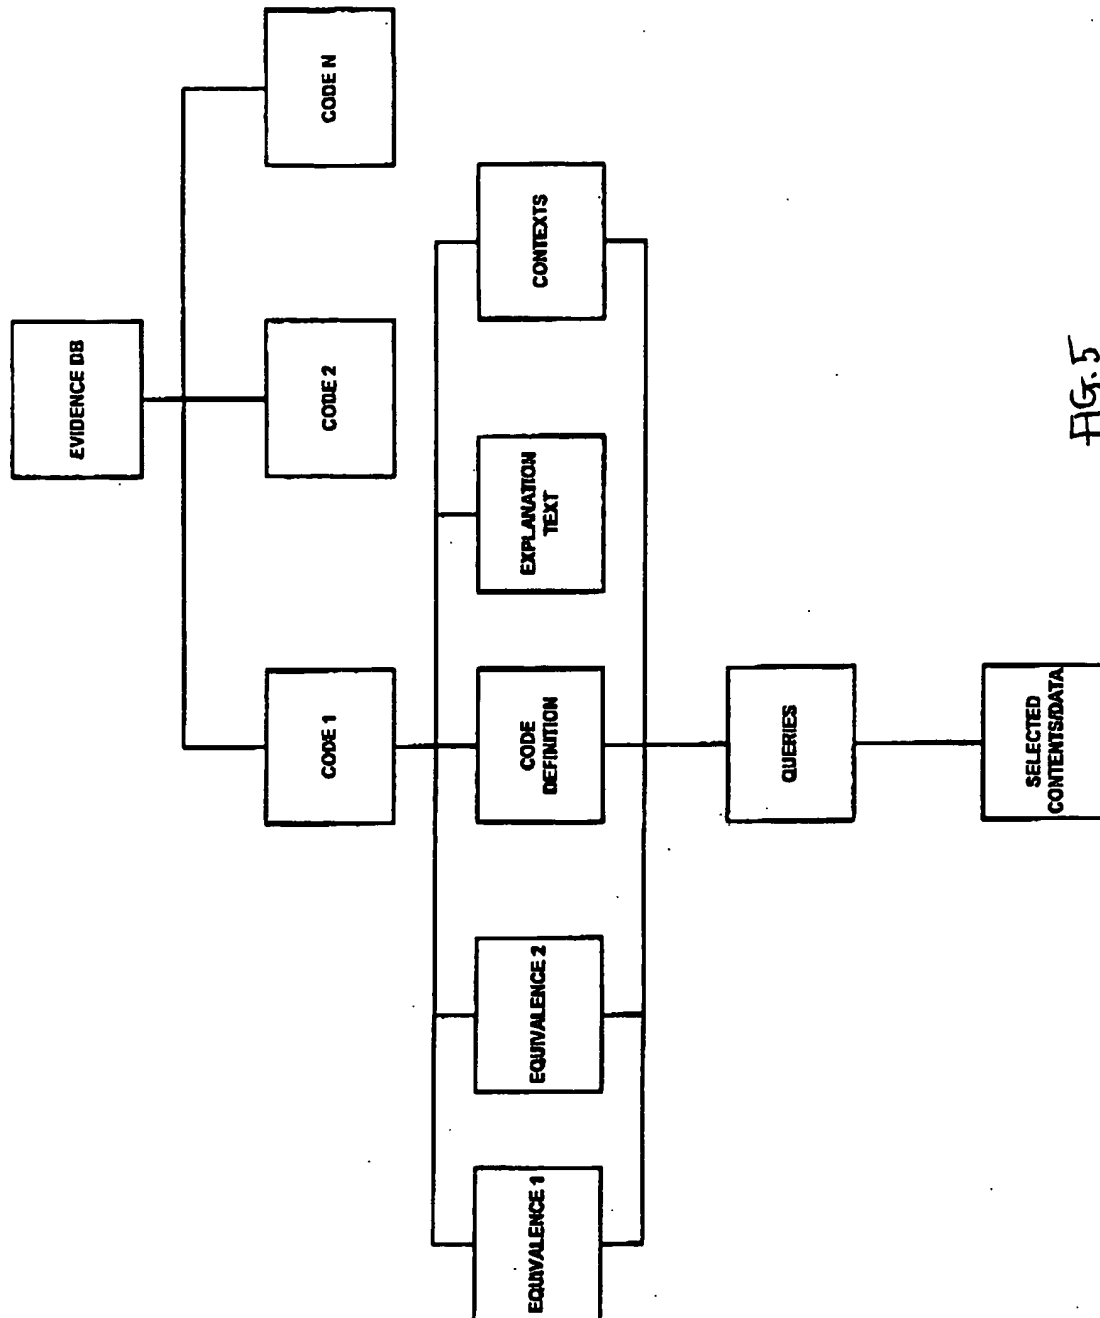 EVIDENCE DB
CODE 1
CODE 2
CODE N
EQUIVALENCE 1
EQUIVALENCE 2
CODE
DEFINITION
EXPLANATION
TEXT
CONTEXTS
QUERIES
SELECTED
CONTENTS/DATA
FIG.5